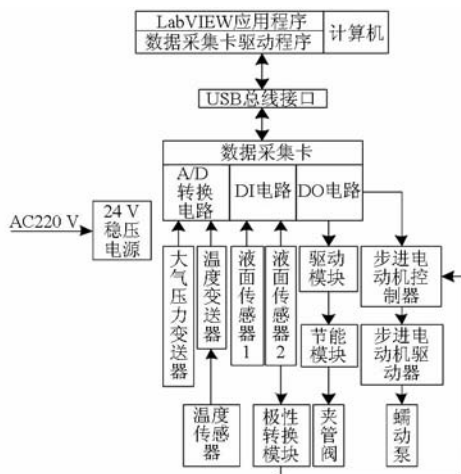 LabVIEW应用程序
数据采集卡驱动程序
计算机
USB总线接口
数据采集卡
A/D
转换
电路
DI电路
DO电路
AC220 V
24 V
稳压
电源
大气压力变送器
温度变送器
液面传感器1
液面传感器2
驱动
模块
步进电
动机控
制器
节能
模块
步进电
动机驱
动器
温度
传感器
极性
转换
模块
夹管阀
蠕动泵